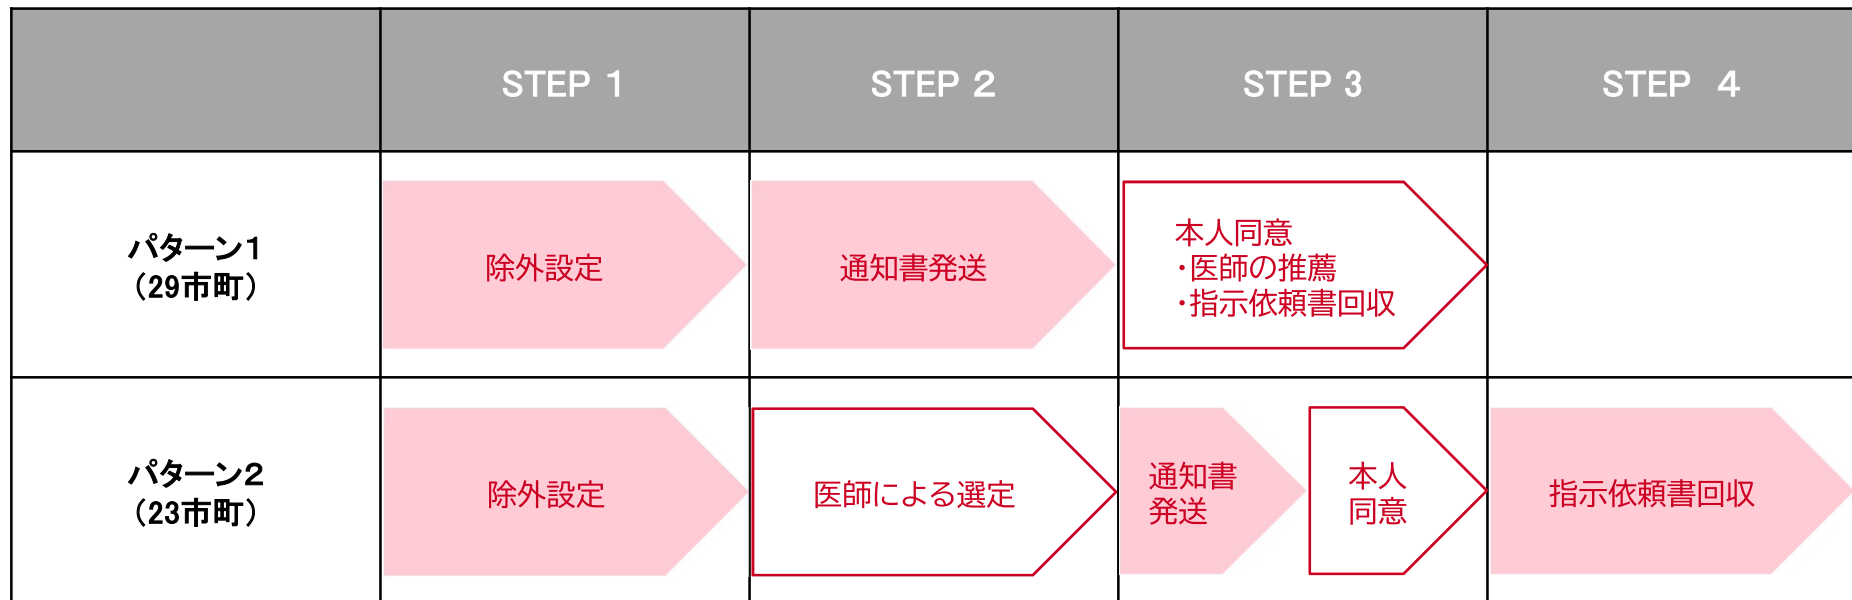 STEP 1
STEP 2
STEP 3
STEP 4
パターン1
（29市町）
除外設定
通知書発送
本人同意
・医師の推薦
・指示依頼書回収
パターン2
（23市町）
除外設定
医師による選定
通知書
発送
本人
同意
指示依頼書回収